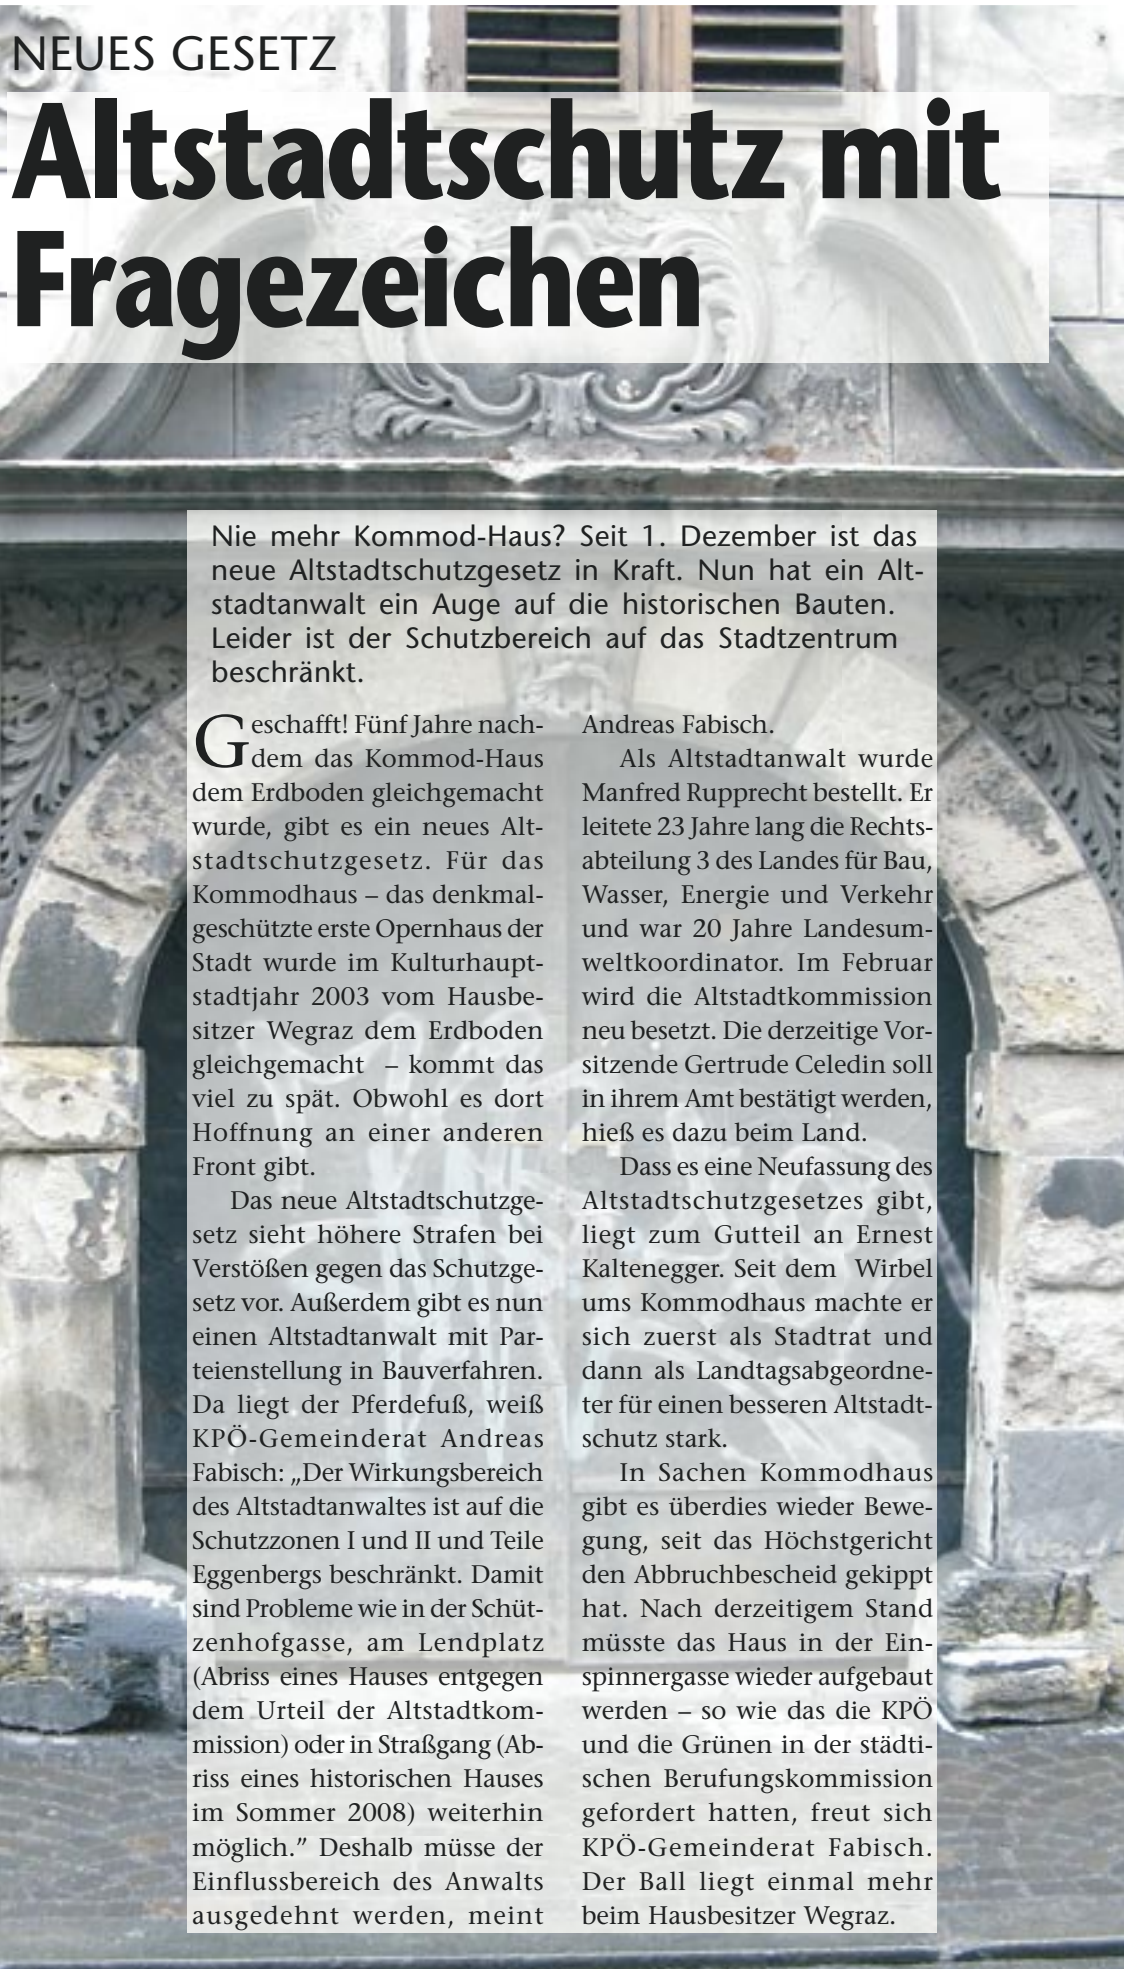 NEUES GESETZ
Altstadtschutz mit
Fragezeichen
Nie mehr Kommod-Haus? Seit 1. Dezember ist das
neue Altstadtschutzgesetz in Kraft. Nun hat ein Alt-
stadtanwalt ein Auge auf die historischen Bauten.
Leider ist der Schutzbereich auf das Stadtzentrum
beschränkt.
Geschafft! Fünf Jahre nach-
dem das Kommod-Haus
dem Erdboden gleichgemacht
wurde, gibt es ein neues Alt-
stadtschutzgesetz. Für das
Kommodhaus – das denkmal-
geschützte erste Opernhaus der
Stadt wurde im Kulturhaupt-
stadtjahr 2003 vom Hausbe-
sitzer Wegraz dem Erdboden
gleichgemacht – kommt das
viel zu spät. Obwohl es dort
Hoffnung an einer anderen
Front gibt.
Das neue Altstadtschutzge-
setz sieht höhere Strafen bei
Verstößen gegen das Schutzge-
setz vor. Außerdem gibt es nun
einen Altstadtanwalt mit Par-
teienstellung in Bauverfahren.
Da liegt der Pferdefuß, weiß
KPÖ-Gemeinderat Andreas
Fabisch: „Der Wirkungsbereich
des Altstadtanwaltes ist auf die
Schutzzonen I und II und Teile
Eggenbergs beschränkt. Damit
sind Probleme wie in der Schüt-
zenhofgasse, am Lendplatz
(Abriss eines Hauses entgegen
dem Urteil der Altstadtkom-
mission) oder in Straßgang (Ab-
riss eines historischen Hauses
im Sommer 2008) weiterhin
möglich.” Deshalb müsse der
Einflussbereich des Anwalts
ausgedehnt werden, meint
Andreas Fabisch.
Als Altstadtanwalt wurde
Manfred Rupprecht bestellt. Er
leitete 23 Jahre lang die Rechts-
abteilung 3 des Landes für Bau,
Wasser, Energie und Verkehr
und war 20 Jahre Landesum-
weltkoordinator. Im Februar
wird die Altstadtkommission
neu besetzt. Die derzeitige Vor-
sitzende Gertrude Celedin soll
in ihrem Amt bestätigt werden,
hieß es dazu beim Land.
Dass es eine Neufassung des
Altstadtschutzgesetzes gibt,
liegt zum Gutteil an Ernest
Kaltenegger. Seit dem Wirbel
ums Kommodhaus machte er
sich zuerst als Stadtrat und
dann als Landtagsabgeordne-
ter für einen besseren Altstadt-
schutz stark.
In Sachen Kommodhaus
gibt es überdies wieder Bewe-
gung, seit das Höchstgericht
den Abbruchbescheid gekippt
hat. Nach derzeitigem Stand
müsste das Haus in der Ein-
spinnergasse wieder aufgebaut
werden – so wie das die KPÖ
und die Grünen in der städti-
schen Berufungskommission
gefordert hatten, freut sich
KPÖ-Gemeinderat Fabisch.
Der Ball liegt einmal mehr
beim Hausbesitzer Wegraz.